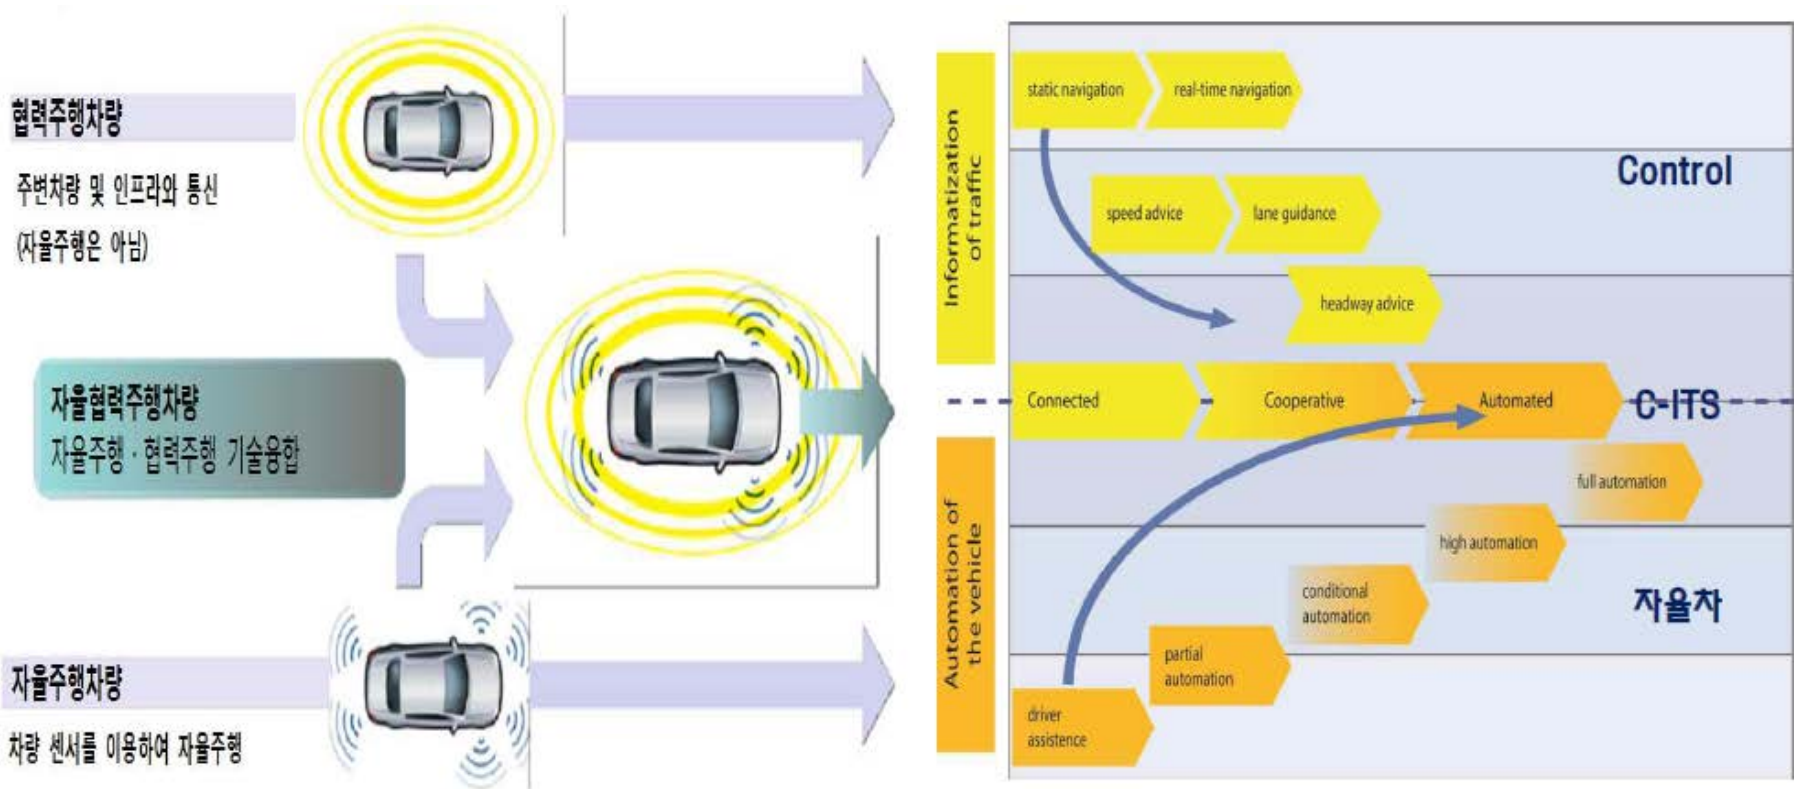 협력주행차량
주변차량 및 인프라와 통신
(자율주행은 아님)
자율협력주행차량
자율주행 · 협력주행 기술융합
자율주행차량
차량 센서를 이용하여 자율주행
Informatization
of traffic
static navigation
real-time navigation
Control
speed advice
lane guidance
headway advice
Connected
Cooperative
Automated
C-ITS
Automation of
the vehicle
full automation
high automation
conditional
automation
자율차
partial
automation
driver
assistence